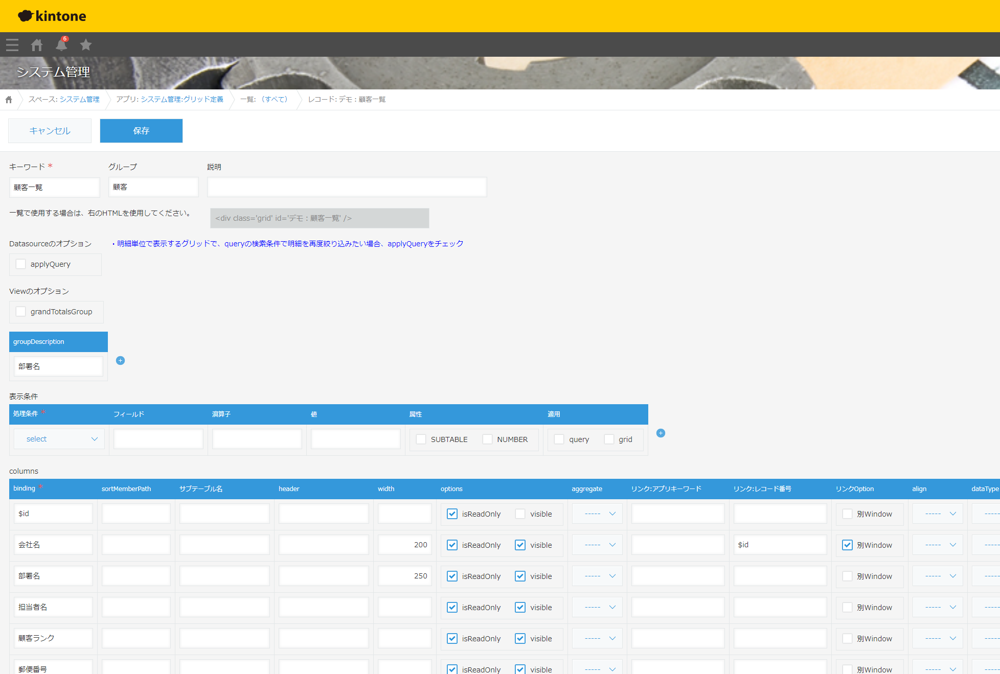 kintone
6
システム管理
スペース: システム管理 アプリ: システム管理:グリッド定義 一覧: (すべて) レコード: デモ：顧客一覧
キャンセル 保存
キーワード * グループ 説明
顧客一覧 顧客
一覧で使用する場合は、右のHTMLを使用してください。 <div class='grid' id='デモ：顧客一覧' />
Datasourceのオプション ・明細単位で表示するグリッドで、queryの検索条件で明細を再度絞り込みたい場合、applyQueryをチェック
applyQuery
Viewのオプション
grandTotalsGroup
groupDescription
部署名
表示条件
処理条件 * フィールド 演算子 値 属性 適用
select SUBTABLE NUMBER query grid
columns
binding * sortMemberPath サブテーブル名 header width options aggregate リンク:アプリキーワード リンク:レコード番号 リンクOption align dataType
$id isReadOnly visible ----- 別Window ----- -----
会社名 200 isReadOnly visible ----- $id 別Window ----- -----
部署名 250 isReadOnly visible ----- 別Window ----- -----
担当者名 isReadOnly visible ----- 別Window ----- -----
顧客ランク isReadOnly visible ----- 別Window ----- -----
郵便番号 isReadOnly visible ----- 別Window ----- -----